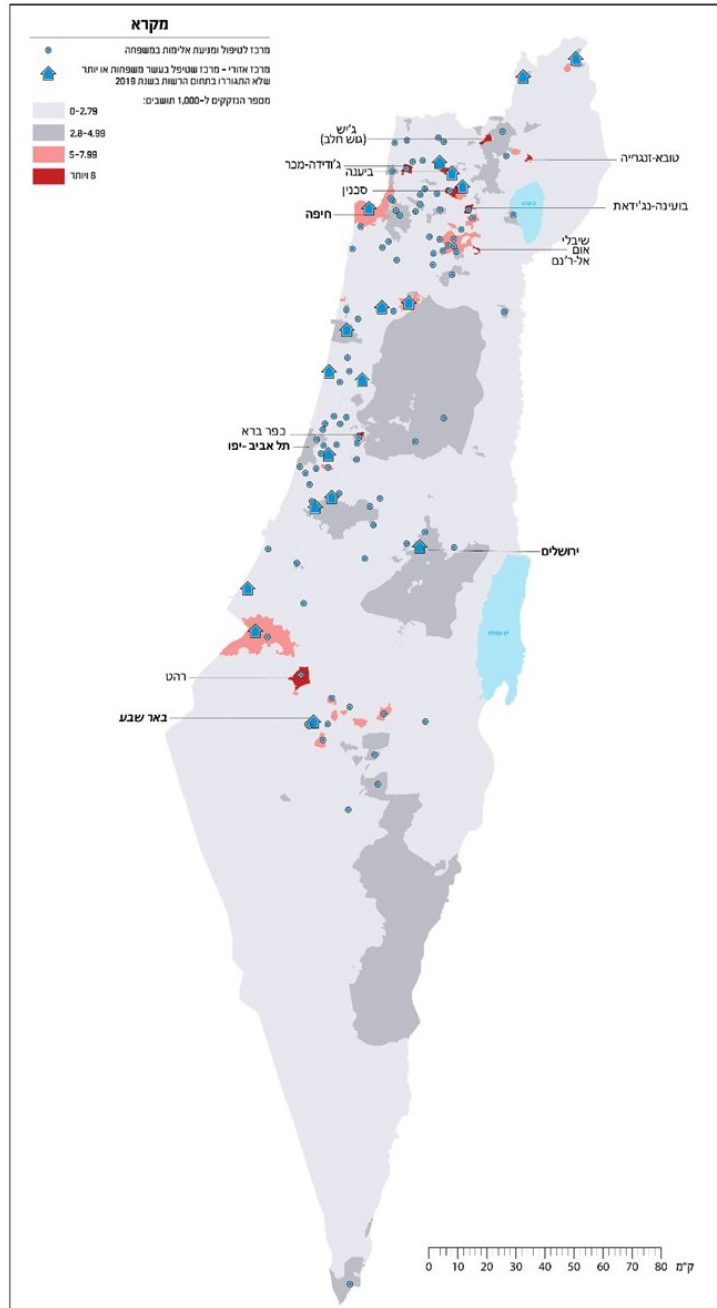 מקרא
מרכז לטיפול ומניעת אלימות במשפחה
מרכז אזורי - מרכז שטיפל בעשר משפחות או יותר
שלא התגוררו בתחום הרשות בשנת 2019
מספר הנזקקים ל-1,000 תושבים:
0-2.79
2.8-4.99
5-7.99
8 ויותר
ג'יש
(גוש חלב)
ג'ודידה-מכר
ביענה
סכנין
חיפה
טובא-זנגרייה
בועינה-נג'ידאת
שיבלי
אום
אל-ר'נם
כפר ברא
תל אביב -יפו
ירושלים
רהט
באר שבע
0 10 20 30 40 50 60 70 80 ק"מ